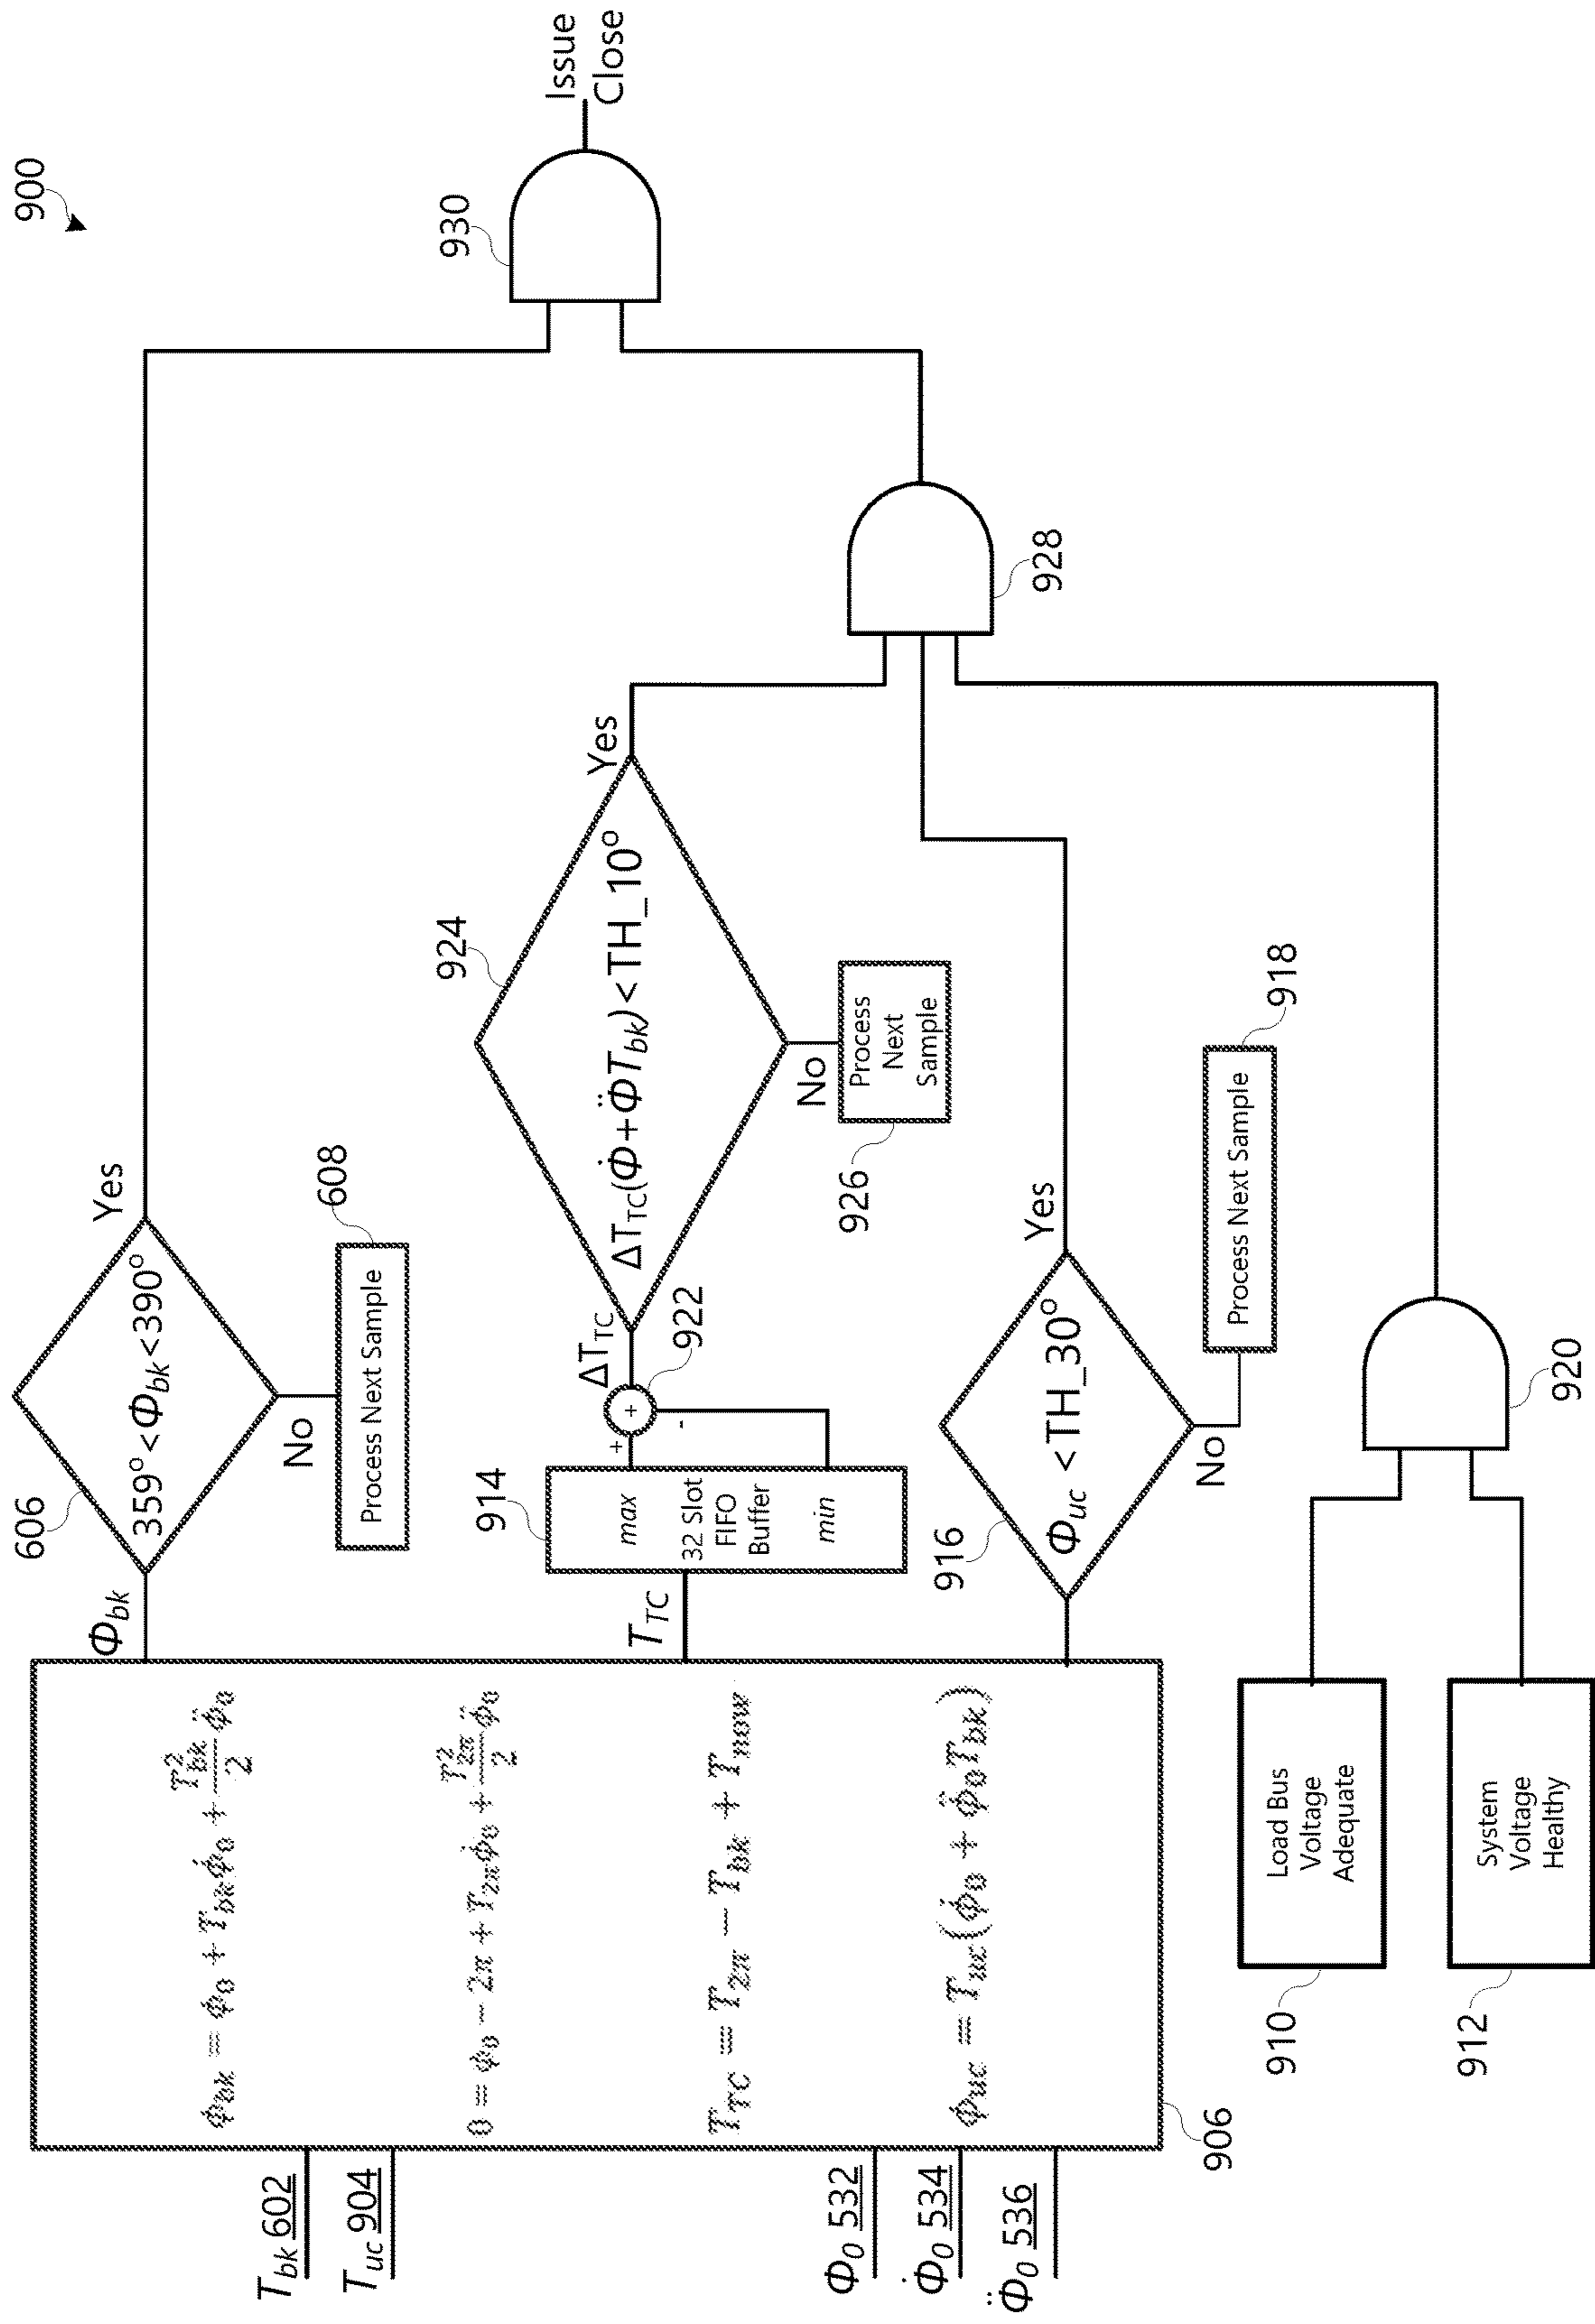 900
T_bk 602
T_uc 904
Φ_0 532
Φ̇_0 534
Φ̈_0 536
ϕ_bk = ϕ_0 + T_bk ϕ̇_0 + T_bk^2/2 ϕ̈_0
0 = ϕ_0 − 2π + T_2π ϕ̇_0 + T_2π^2/2 ϕ̈_0
T_TC = T_2π − T_bk + T_now
ϕ_uc = T_uc(ϕ̇_0 + ϕ̈_0 T_bk)
906
Φ_bk
606
359° < Φ_bk <390°
Yes
No
Process Next Sample
608
T_TC
914
max
32 Slot
FIFO
Buffer
min
+
-
+
922
ΔT_TC
924
ΔT_TC(Φ̇+Φ̈T_bk)<TH_10°
Yes
No
Process
Next
Sample
926
916
Φ_uc <TH_30°
Yes
No
Process Next Sample
918
910
Load Bus
Voltage
Adequate
912
System
Voltage
Healthy
920
928
930
Issue
Close